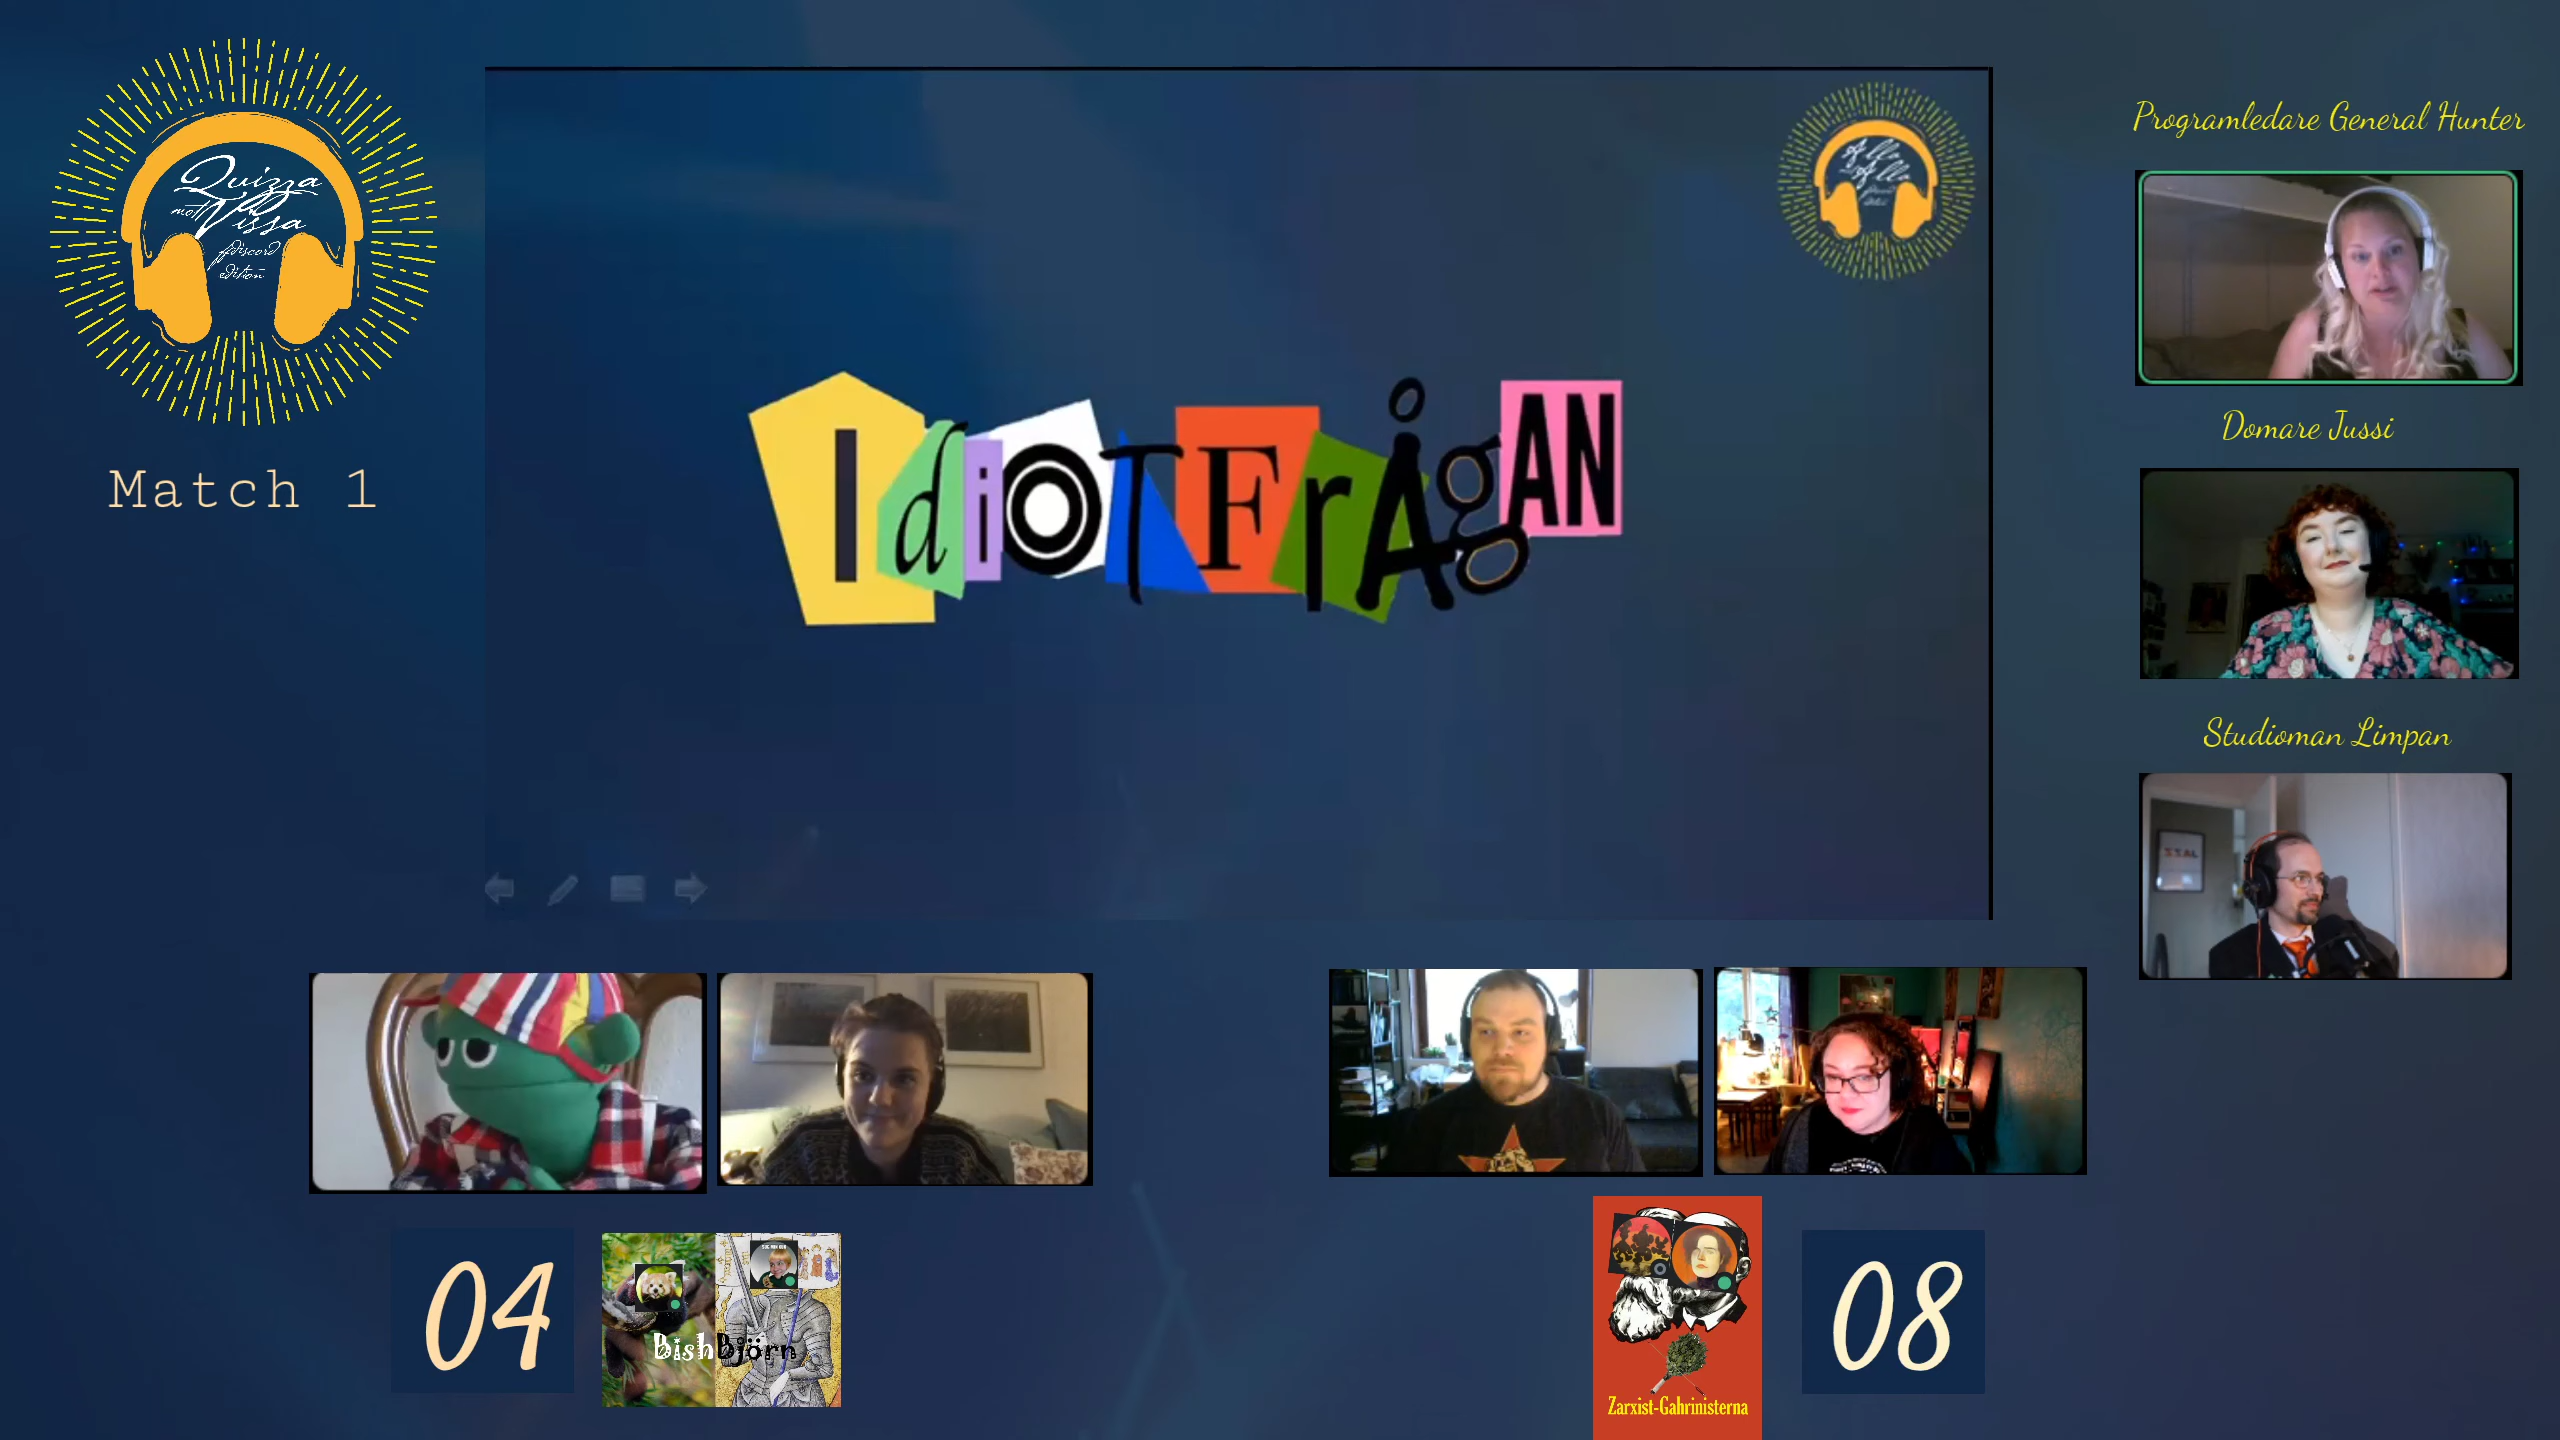 Quizza
mot Vissa
discord
edition
Match 1
IdiOTFrÅgAN
Programledare General Hunter
Domare Jussi
Studioman Limpan
04
BishBjörn
Zarxist-Gahrinisterna
08